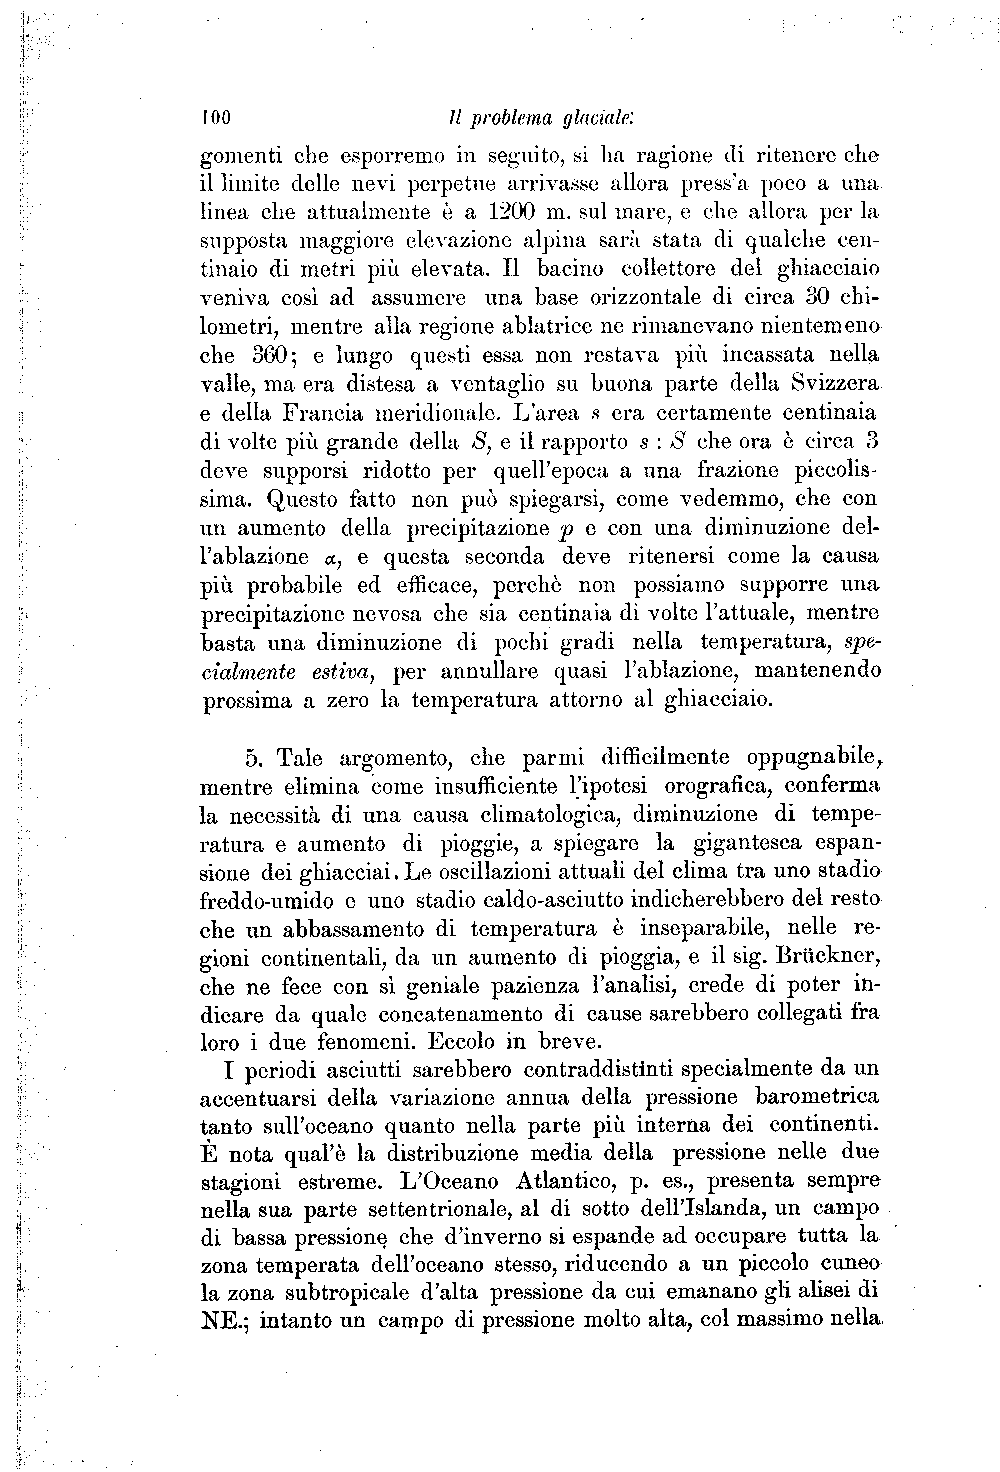 100 Il problema glaciale.
gomenti che esporremo in seguito, si ha ragione di ritenere che
il limite delle nevi perpetue arrivasse allora press'a poco a una
linea che attualmente è a 1200 m. sul mare, e che allora per la
supposta maggiore elevazione alpina sarà stata di qualche cen-
tinaio di metri più elevata. Il bacino collettore del ghiacciaio
veniva così ad assumere una base orizzontale di circa 30 chi-
lometri, mentre alla regione ablatrice ne rimanevano nientemeno
che 360; e lungo questi essa non restava più incassata nella
valle, ma era distesa a ventaglio su buona parte della Svizzera
e della Francia meridionale. L'area s era certamente centinaia
di volte più grande della S, e il rapporto s : S che ora è circa 3
deve supporsi ridotto per quell'epoca a una frazione piccolis-
sima. Questo fatto non può spiegarsi, come vedemmo, che con
un aumento della precipitazione p e con una diminuzione del-
l'ablazione α, e questa seconda deve ritenersi come la causa
più probabile ed efficace, perchè non possiamo supporre una
precipitazione nevosa che sia centinaia di volte l'attuale, mentre
basta una diminuzione di pochi gradi nella temperatura, spe-
cialmente estiva, per annullare quasi l'ablazione, mantenendo
prossima a zero la temperatura attorno al ghiacciaio.
5. Tale argomento, che parmi difficilmente oppugnabile,
mentre elimina come insufficiente l'ipotesi orografica, conferma
la necessità di una causa climatologica, diminuzione di tempe-
ratura e aumento di pioggie, a spiegare la gigantesca espan-
sione dei ghiacciai. Le oscillazioni attuali del clima tra uno stadio
freddo-umido e uno stadio caldo-asciutto indicherebbero del resto
che un abbassamento di temperatura è inseparabile, nelle re-
gioni continentali, da un aumento di pioggia, e il sig. Brückner,
che ne fece con sì geniale pazienza l'analisi, crede di poter in-
dicare da quale concatenamento di cause sarebbero collegati fra
loro i due fenomeni. Eccolo in breve.
I periodi asciutti sarebbero contraddistinti specialmente da un
accentuarsi della variazione annua della pressione barometrica
tanto sull'oceano quanto nella parte più interna dei continenti.
È nota qual'è la distribuzione media della pressione nelle due
stagioni estreme. L'Oceano Atlantico, p. es., presenta sempre
nella sua parte settentrionale, al di sotto dell'Islanda, un campo
di bassa pressione che d'inverno si espande ad occupare tutta la
zona temperata dell'oceano stesso, riducendo a un piccolo cuneo
la zona subtropicale d'alta pressione da cui emanano gli alisei di
NE.; intanto un campo di pressione molto alta, col massimo nella